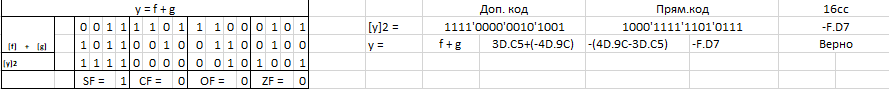 y = f + g Доп. код Прям.код 16сс
0 0 1 1 1 1 0 1 1 1 0 0 0 1 0 1 [y]2 = 1111'0000'0010'1001 1000'1111'1101'0111 -F.D7
[f] + [g] 1 0 1 1 0 0 1 0 0 1 1 0 0 1 0 0 y = f + g 3D.C5+(-4D.9C) -(4D.9C-3D.C5) -F.D7 Верно
[y]2 1 1 1 1 0 0 0 0 0 0 1 0 1 0 0 1
SF = 1 CF = 0 OF = 0 ZF = 0